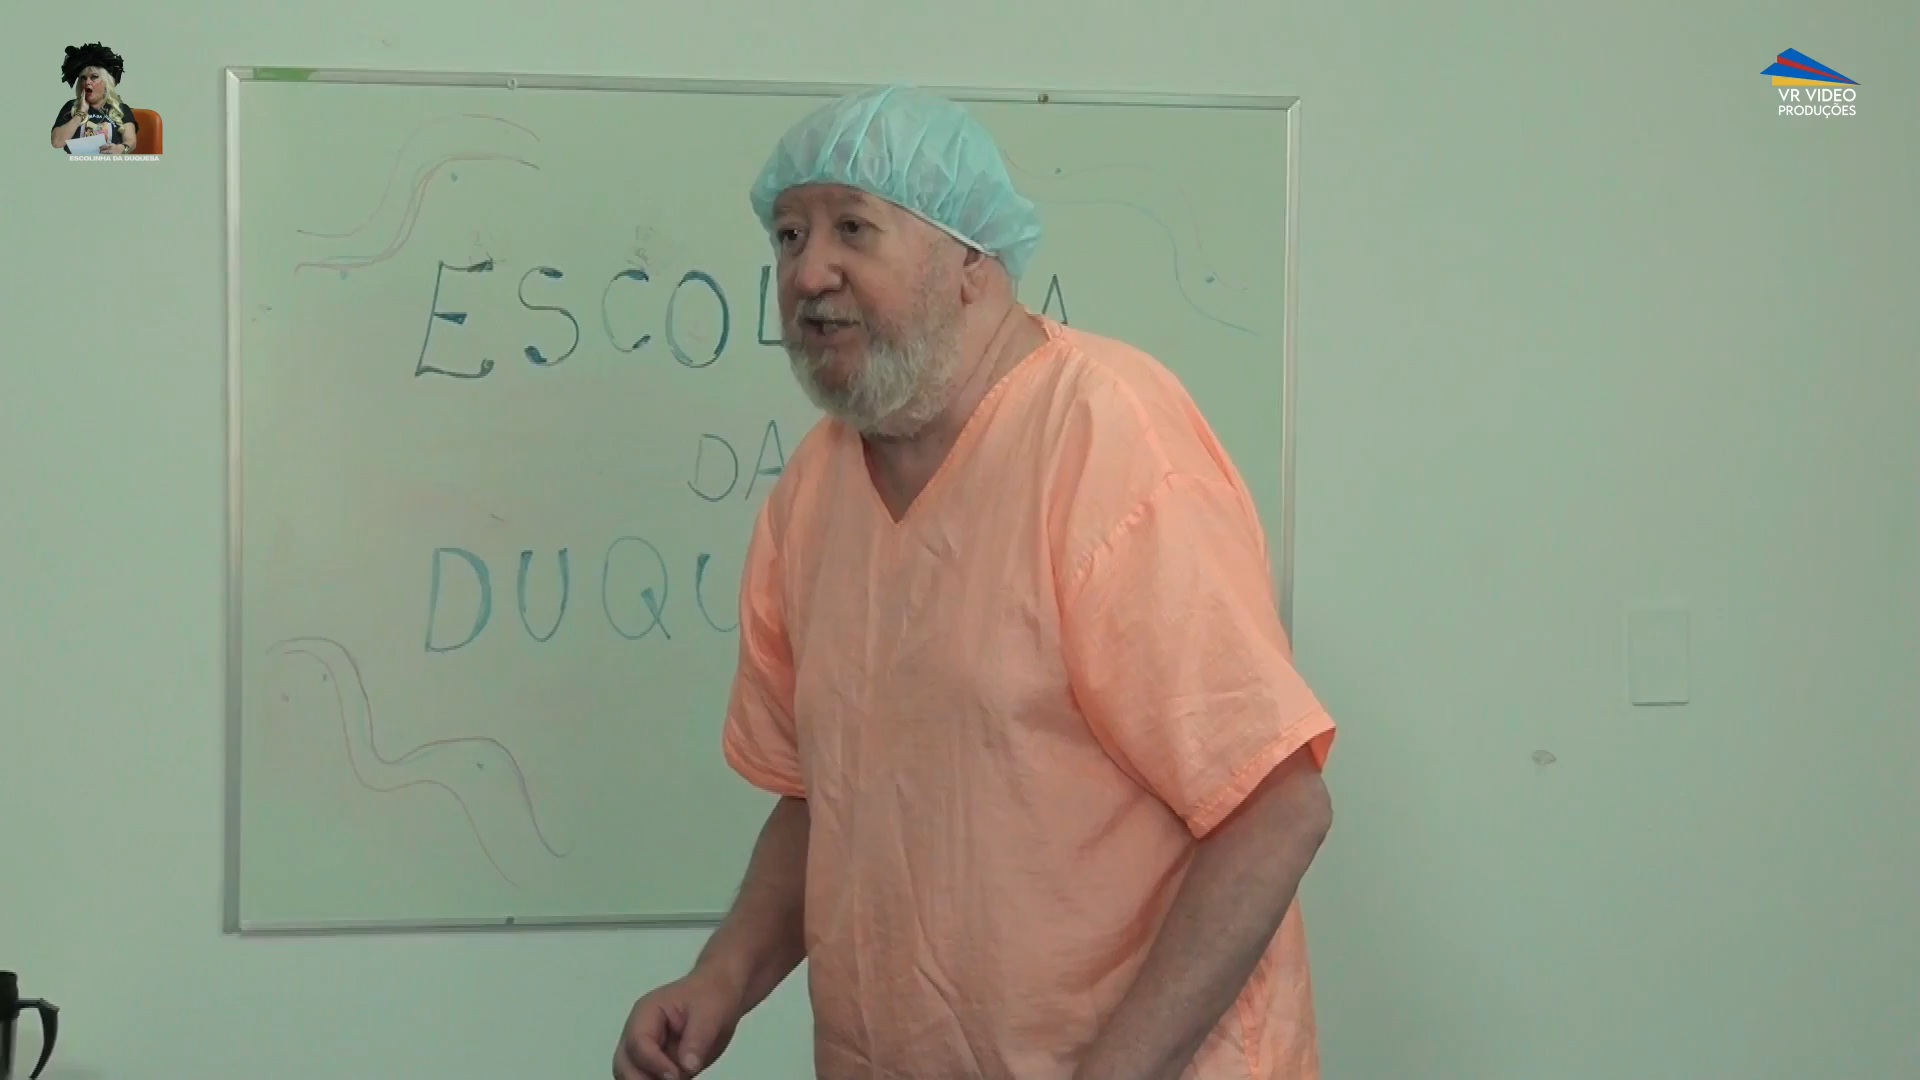 ESCOLINHA DA DUQUESA
VR VIDEO
PRODUÇÕES
ESCOL A
DA
DUQU